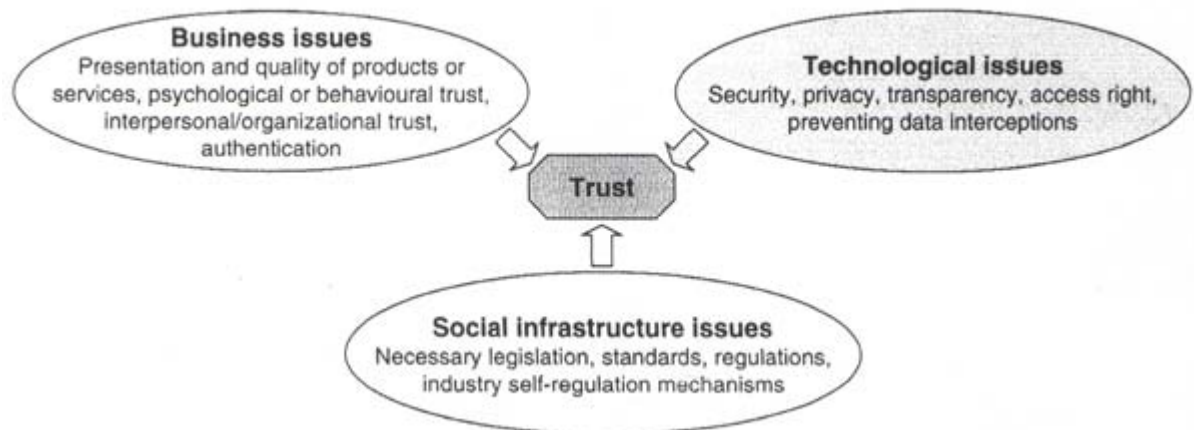 Business issues
Presentation and quality of products or
services, psychological or behavioural trust,
interpersonal/organizational trust,
authentication
Technological issues
Security, privacy, transparency, access right,
preventing data interceptions
Trust
Social infrastructure issues
Necessary legislation, standards, regulations,
industry self-regulation mechanisms